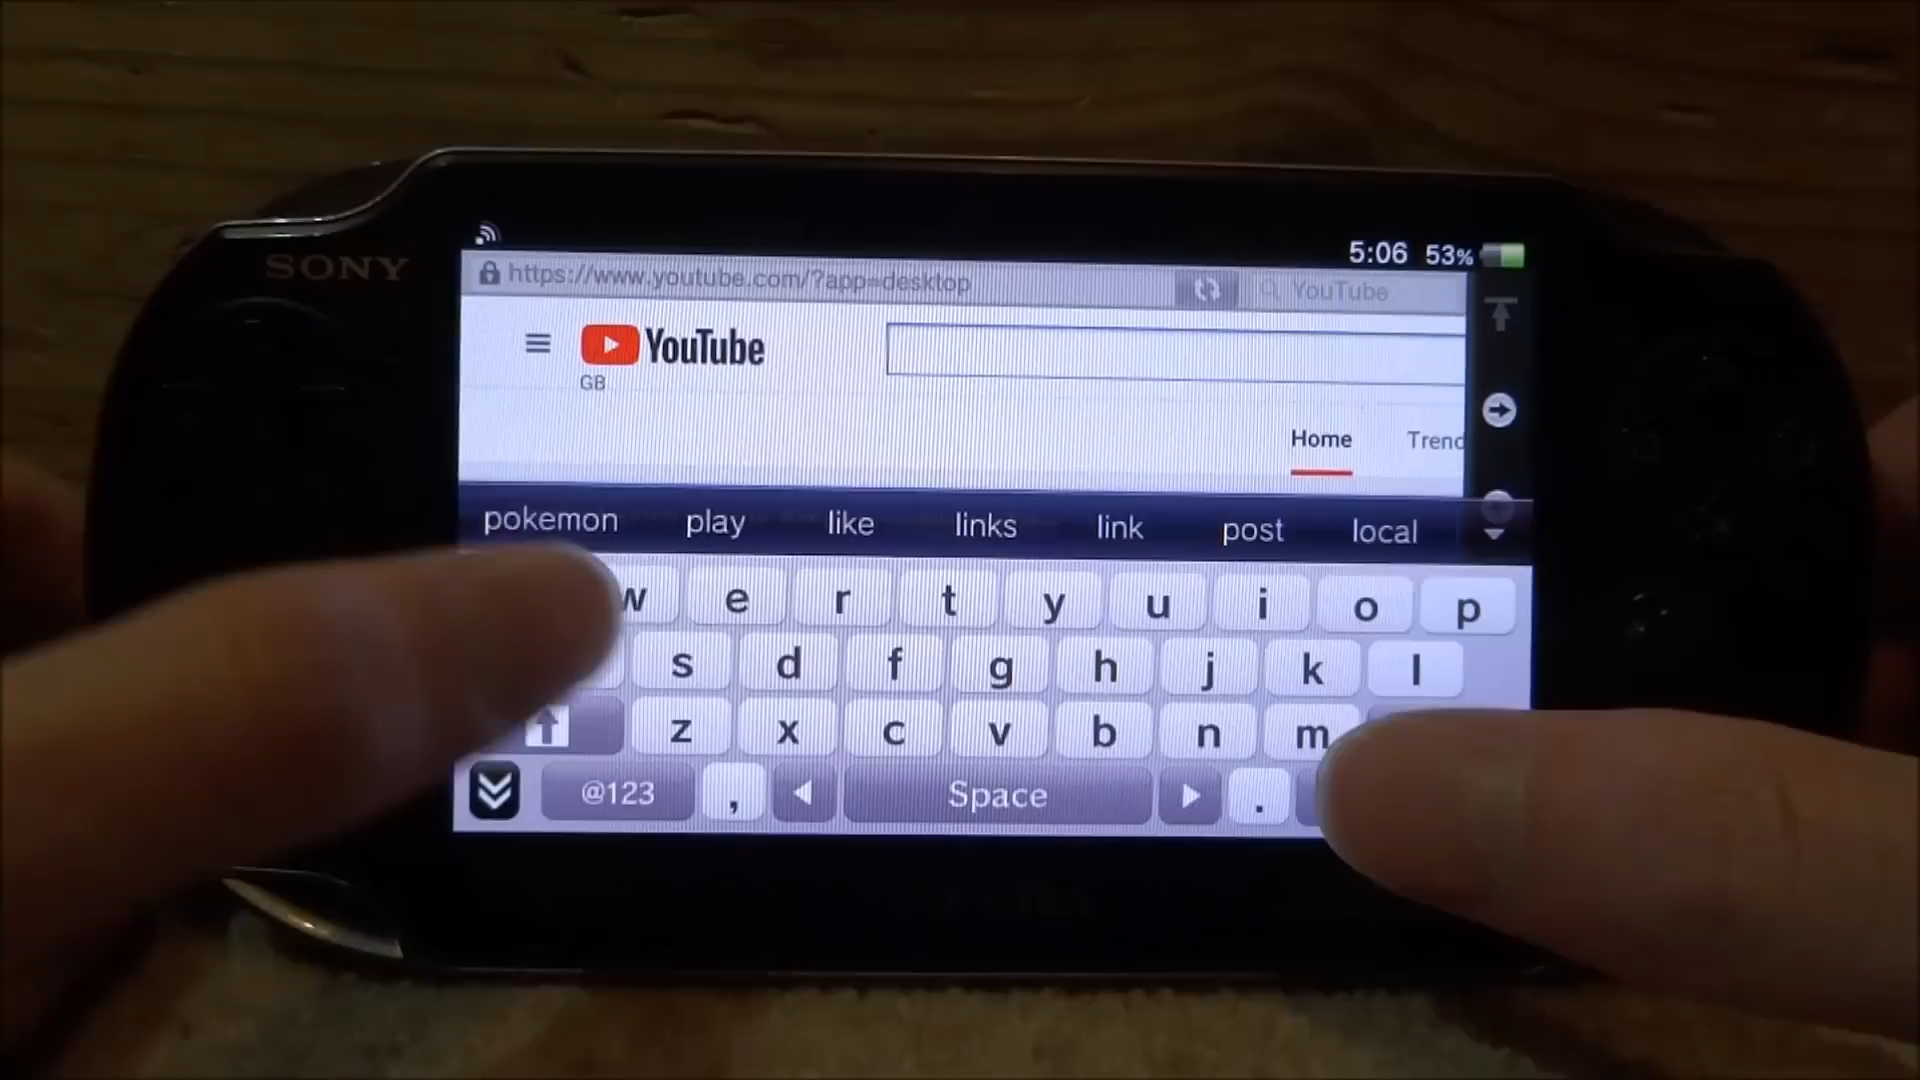 SONY
5:06 53%
https://www.youtube.com/?app=desktop
YouTube
YouTube
GB
Home Trend
pokemon play like links link post local
w e r t y u i o p
s d f g h j k l
z x c v b n m
@123 , Space .